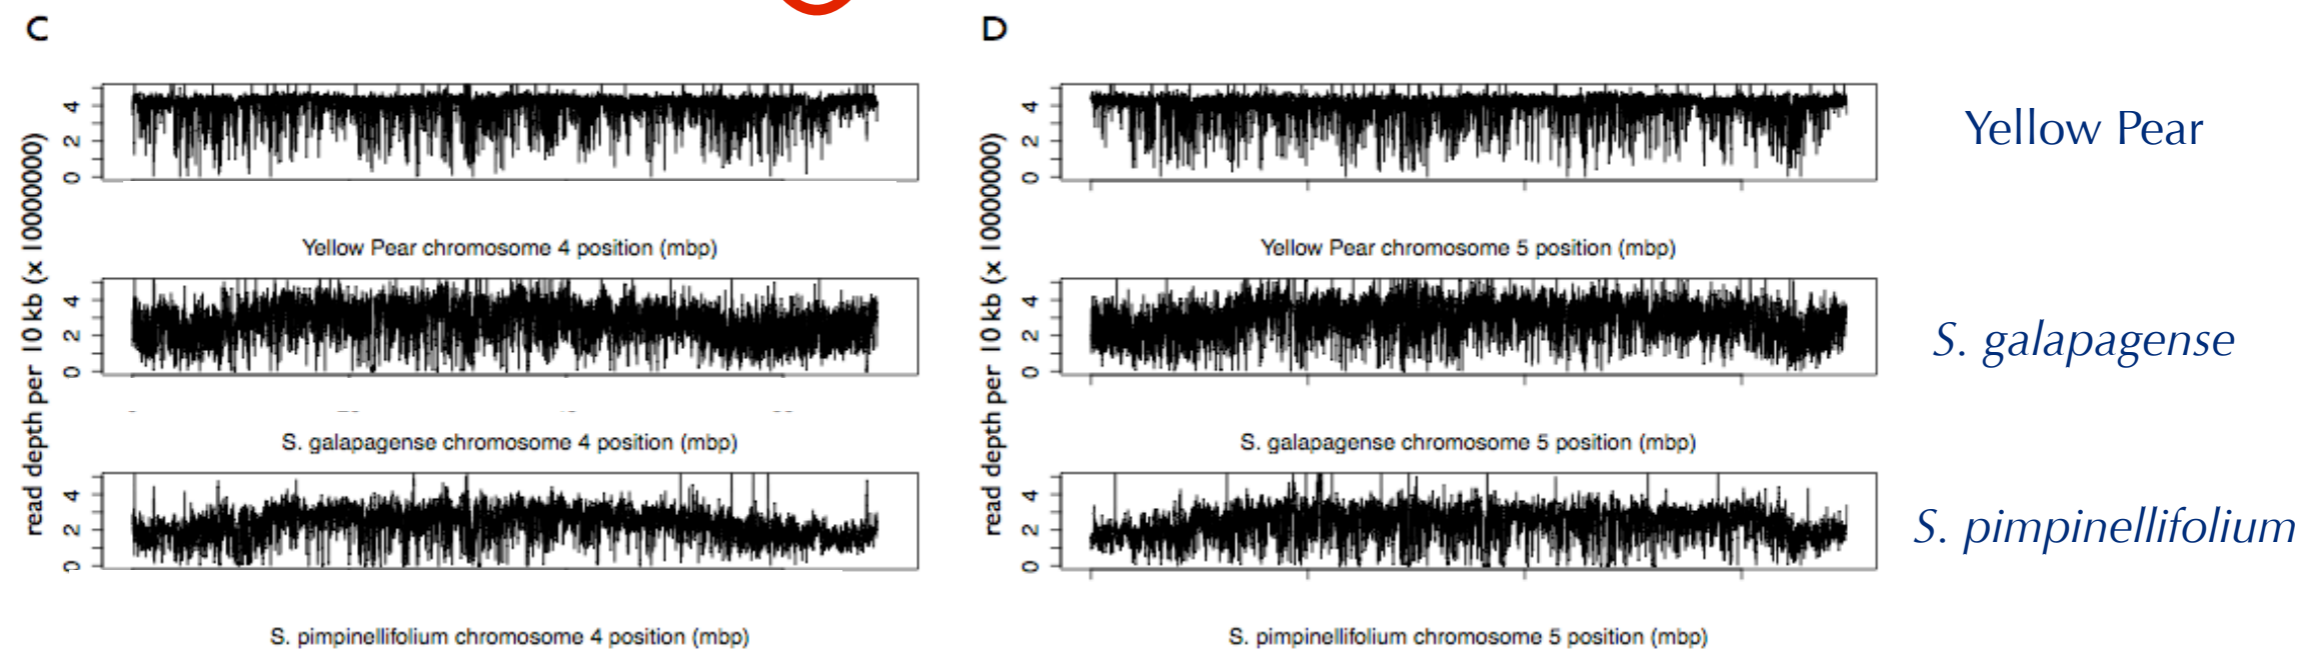 C
D
read depth per 10 kb (x 10000000)
4
2
0
Yellow Pear chromosome 4 position (mbp)
4
2
0
S. galapagense chromosome 4 position (mbp)
4
2
0
S. pimpinellifolium chromosome 4 position (mbp)
read depth per 10 kb (x 10000000)
4
2
0
Yellow Pear chromosome 5 position (mbp)
4
2
0
S. galapagense chromosome 5 position (mbp)
4
2
0
S. pimpinellifolium chromosome 5 position (mbp)
Yellow Pear
S. galapagense
S. pimpinellifolium